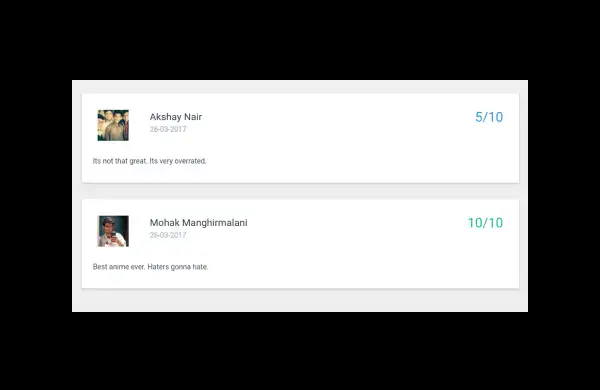 Akshay Nair
5/10
26-03-2017
Its not that great. Its very overrated.
Mohak Manghirmalani
10/10
26-03-2017
Best anime ever. Haters gonna hate.